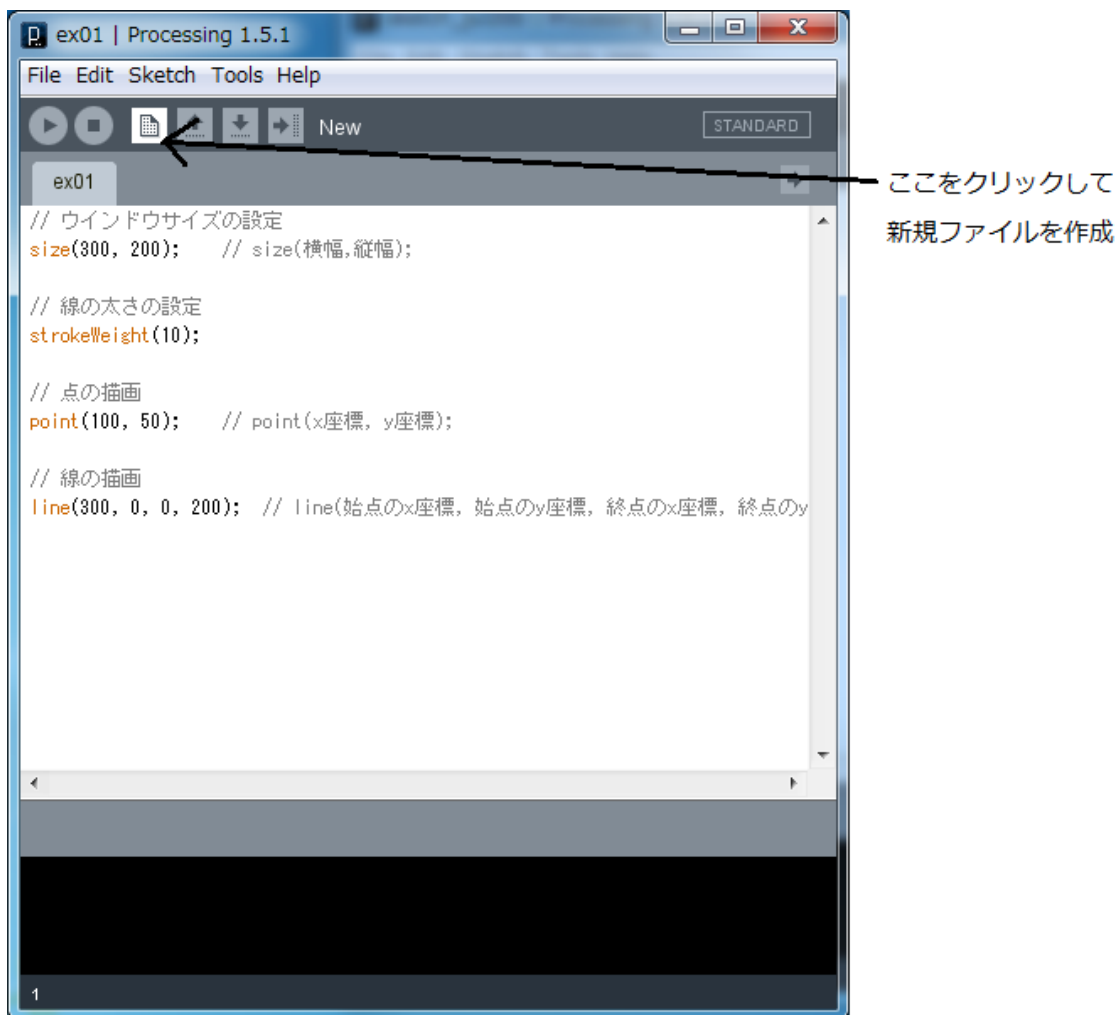 ex01 | Processing 1.5.1
File Edit Sketch Tools Help
New
STANDARD
ex01
ここをクリックして
新規ファイルを作成
// ウインドウサイズの設定
size(300, 200);    // size(横幅,縦幅);
// 線の太さの設定
strokeWeight(10);
// 点の描画
point(100, 50);    // point(x座標, y座標);
// 線の描画
line(300, 0, 0, 200);  // line(始点のx座標, 始点のy座標, 終点のx座標, 終点のy
1